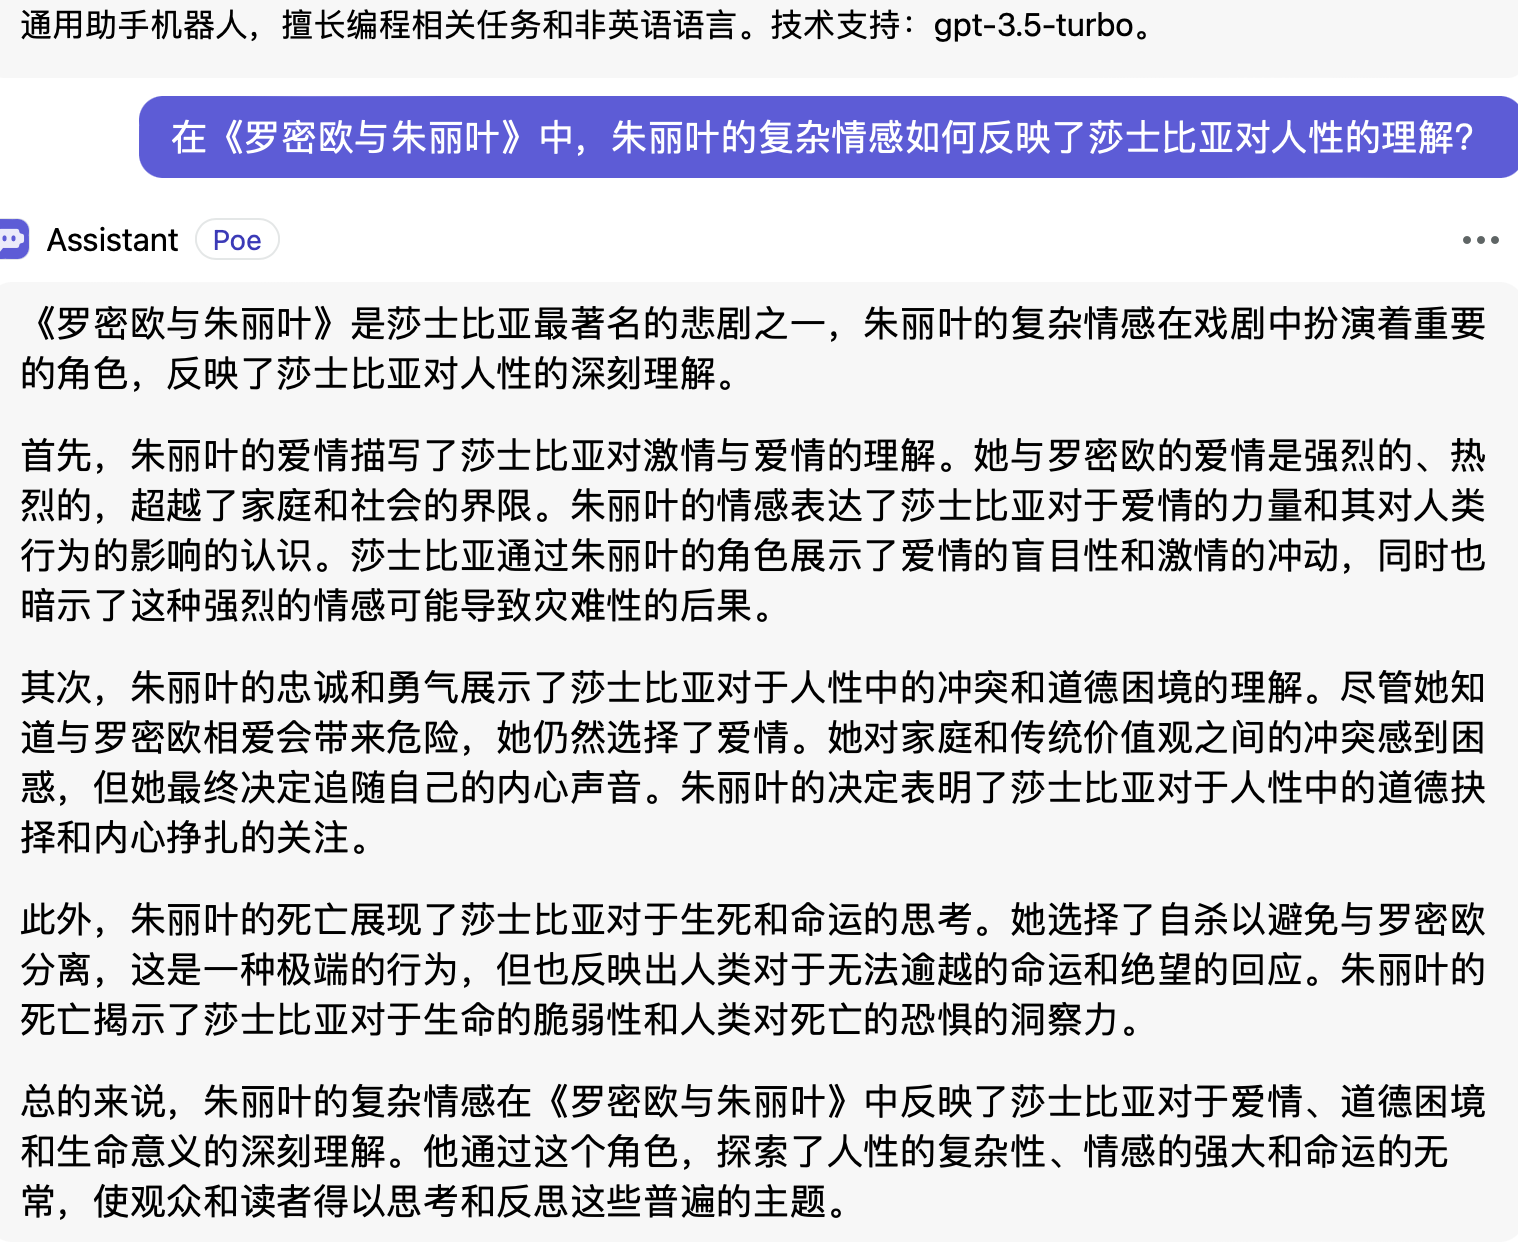 通用助手机器人，擅长编程相关任务和非英语语言。技术支持：gpt-3.5-turbo。
在《罗密欧与朱丽叶》中，朱丽叶的复杂情感如何反映了莎士比亚对人性的理解？
Assistant Poe
《罗密欧与朱丽叶》是莎士比亚最著名的悲剧之一，朱丽叶的复杂情感在戏剧中扮演着重要
的角色，反映了莎士比亚对人性的深刻理解。
首先，朱丽叶的爱情描写了莎士比亚对激情与爱情的理解。她与罗密欧的爱情是强烈的、热
烈的，超越了家庭和社会的界限。朱丽叶的情感表达了莎士比亚对于爱情的力量和其对人类
行为的影响的认识。莎士比亚通过朱丽叶的角色展示了爱情的盲目性和激情的冲动，同时也
暗示了这种强烈的情感可能导致灾难性的后果。
其次，朱丽叶的忠诚和勇气展示了莎士比亚对于人性中的冲突和道德困境的理解。尽管她知
道与罗密欧相爱会带来危险，她仍然选择了爱情。她对家庭和传统价值观之间的冲突感到困
惑，但她最终决定追随自己的内心声音。朱丽叶的决定表明了莎士比亚对于人性中的道德抉
择和内心挣扎的关注。
此外，朱丽叶的死亡展现了莎士比亚对于生死和命运的思考。她选择了自杀以避免与罗密欧
分离，这是一种极端的行为，但也反映出人类对于无法逾越的命运和绝望的回应。朱丽叶的
死亡揭示了莎士比亚对于生命的脆弱性和人类对死亡的恐惧的洞察力。
总的来说，朱丽叶的复杂情感在《罗密欧与朱丽叶》中反映了莎士比亚对于爱情、道德困境
和生命意义的深刻理解。他通过这个角色，探索了人性的复杂性、情感的强大和命运的无
常，使观众和读者得以思考和反思这些普遍的主题。